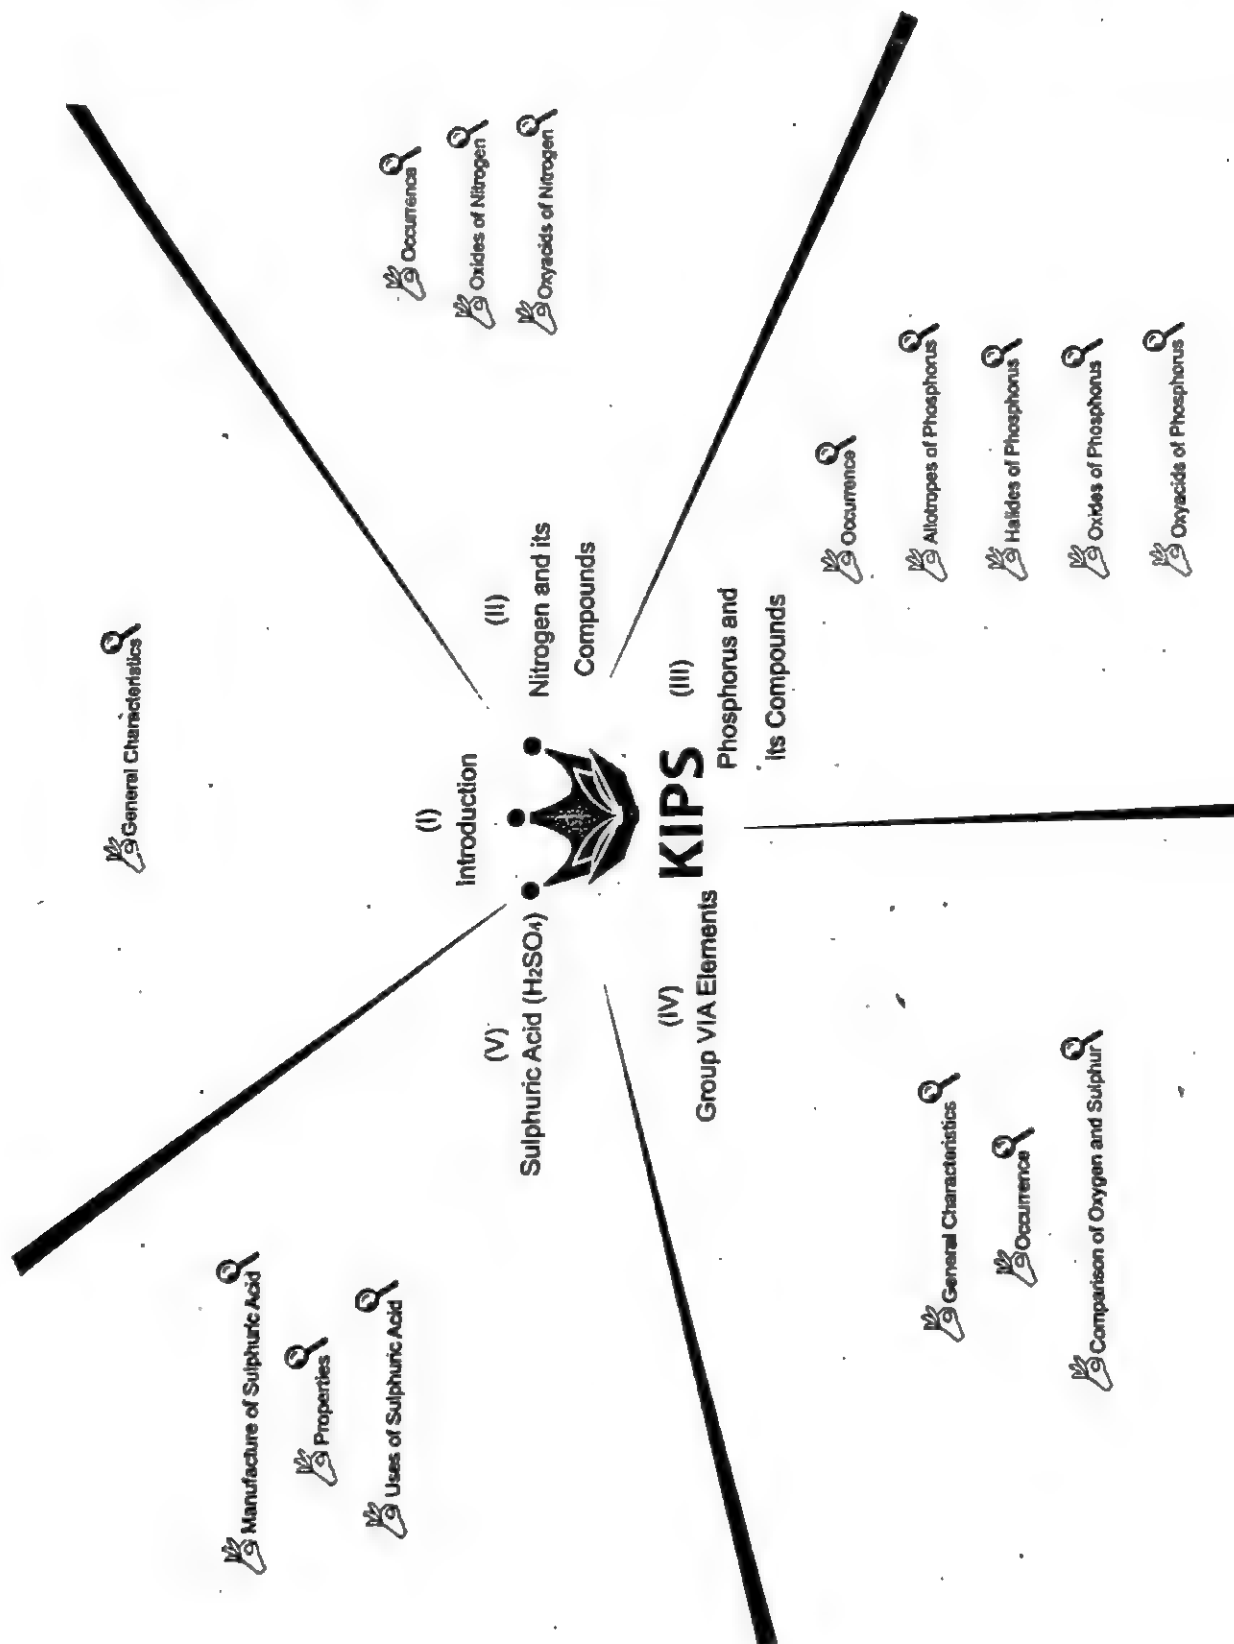 (I)
Introduction
General Characteristics
(II)
Nitrogen and its
Compounds
Occurrence
Oxides of Nitrogen
Oxyacids of Nitrogen
(III)
Phosphorus and
its Compounds
Occurrence
Allotropes of Phosphorus
Halides of Phosphorus
Oxides of Phosphorus
Oxyacids of Phosphorus
(IV)
Group VIA Elements
General Characteristics
Occurrence
Comparison of Oxygen and Sulphur
(V)
Sulphuric Acid (H2SO4)
Manufacture of Sulphuric Acid
Properties
Uses of Sulphuric Acid
KIPS